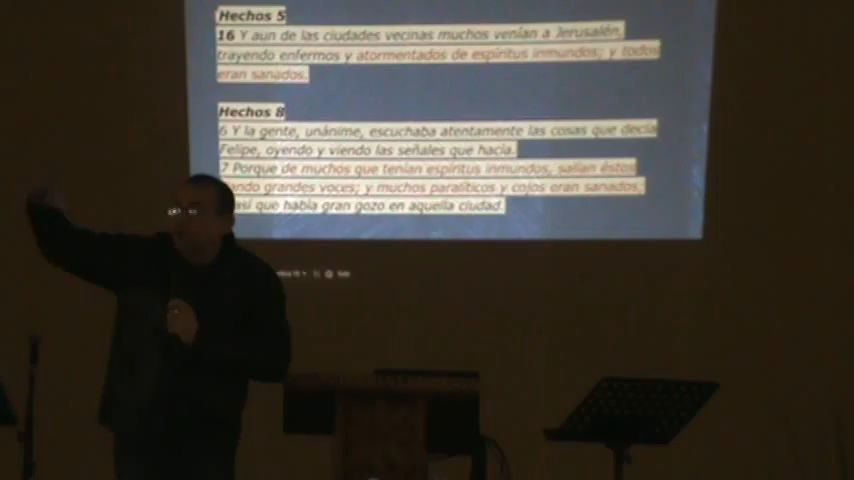 Hechos 5
16 Y aun de las ciudades vecinas muchos venían a Jerusalén,
trayendo enfermos y atormentados de espíritus inmundos; y todos
eran sanados.
Hechos 8
6 Y la gente, unánime, escuchaba atentamente las cosas que decía
Felipe, oyendo y viendo las señales que hacía.
7 Porque de muchos que tenían espíritus inmundos, salían éstos
grandes voces; y muchos paralíticos y cojos eran sanados;
así que había gran gozo en aquella ciudad.